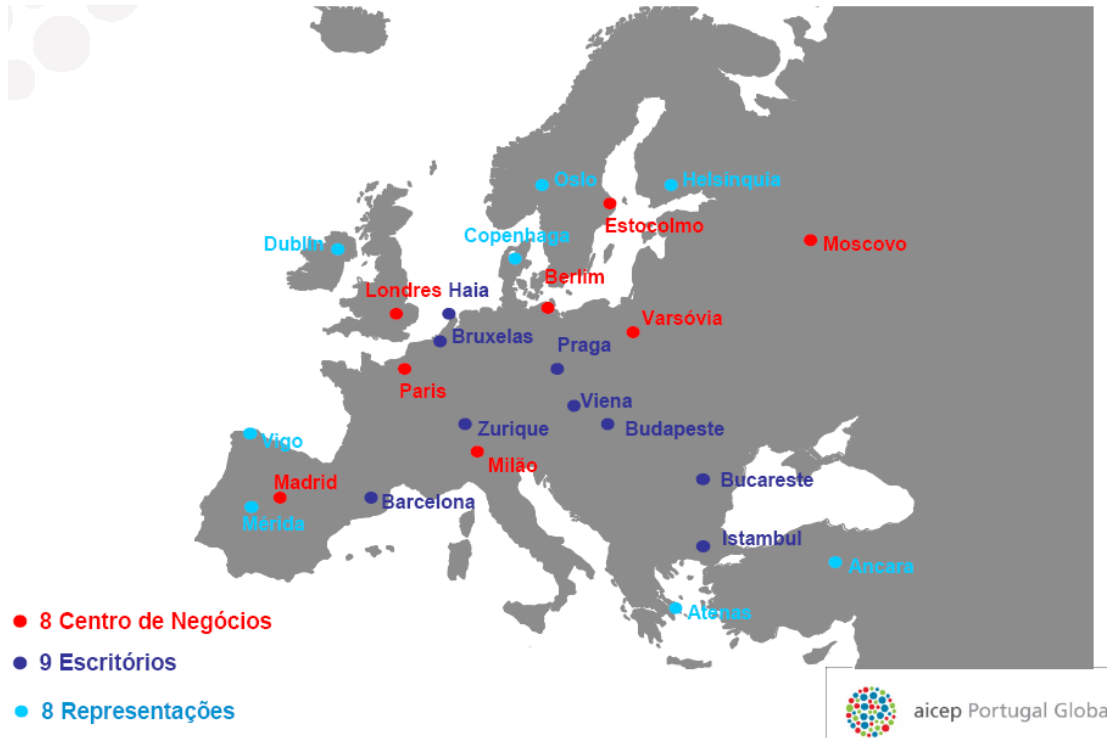 Oslo
Helsínquia
Estocolmo
Copenhaga
Dublin
Moscovo
Berlim
Londres
Haia
Varsóvia
Bruxelas
Praga
Paris
Viena
Zurique
Budapeste
Vigo
Milão
Madrid
Bucareste
Barcelona
Mérida
Istambul
Ancara
Atenas
8 Centro de Negócios
9 Escritórios
8 Representações
aicep Portugal Globa